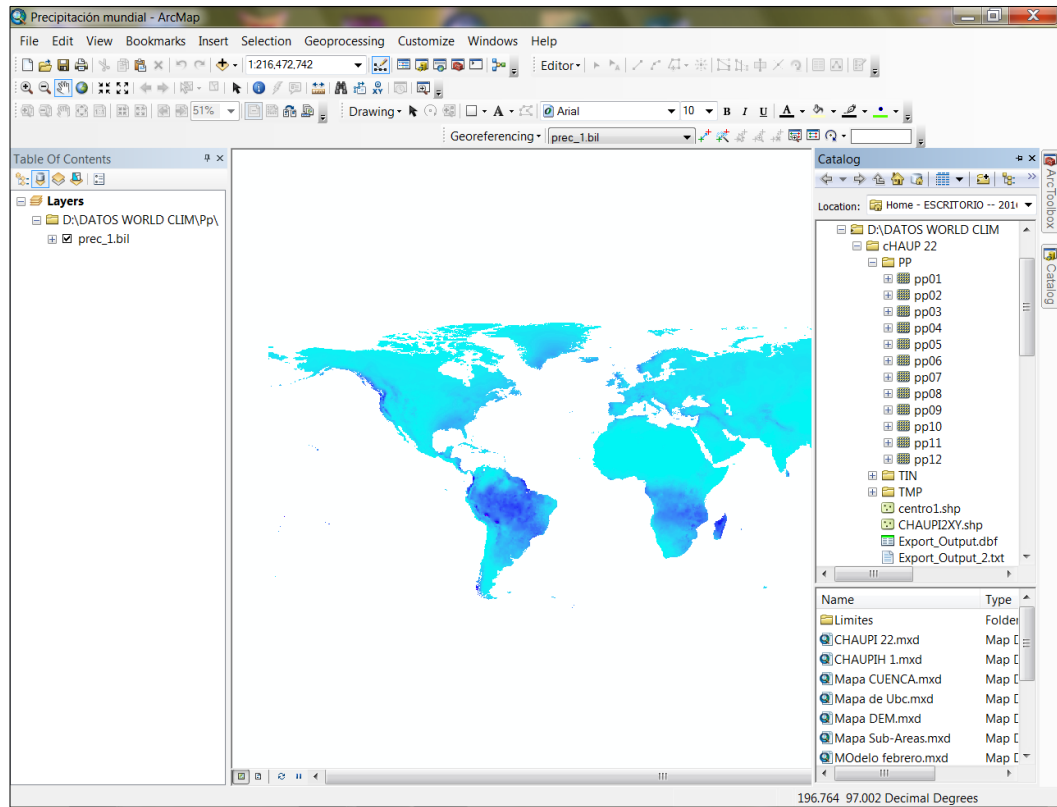 Precipitación mundial - ArcMap
File Edit View Bookmarks Insert Selection Geoprocessing Customize Windows Help
1:216,472,742
Editor
51%
Drawing
A
Arial
10
B I U A
Georeferencing
prec_1.bil
Table Of Contents
Layers
D:\DATOS WORLD CLIM\Pp\
prec_1.bil
Catalog
Location: Home - ESCRITORIO -- 201
D:\DATOS WORLD CLIM
cHAUP 22
PP
pp01
pp02
pp03
pp04
pp05
pp06
pp07
pp08
pp09
pp10
pp11
pp12
TIN
TMP
centro1.shp
CHAUPI2XY.shp
Export_Output.dbf
Export_Output_2.txt
Name Type
Limites Folder
CHAUPI 22.mxd Map D
CHAUPIH 1.mxd Map D
Mapa CUENCA.mxd Map D
Mapa de Ubc.mxd Map D
Mapa DEM.mxd Map D
Mapa Sub-Areas.mxd Map D
MOdelo febrero.mxd Map D
ArcToolbox
Catalog
196.764 97.002 Decimal Degrees